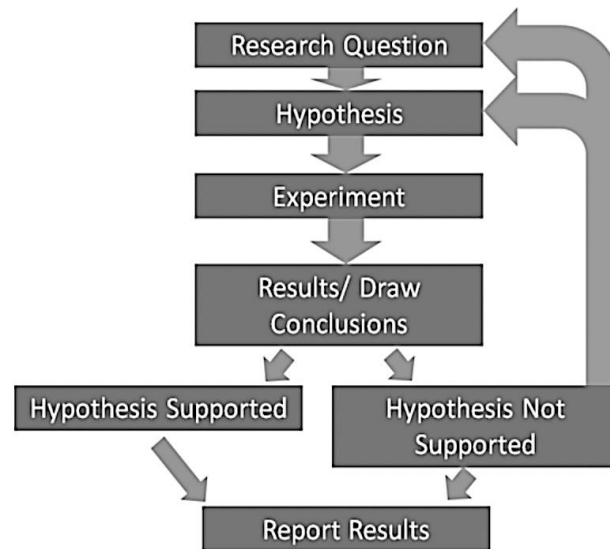 Research Question
Hypothesis
Experiment
Results/ Draw
Conclusions
Hypothesis Supported
Hypothesis Not
Supported
Report Results